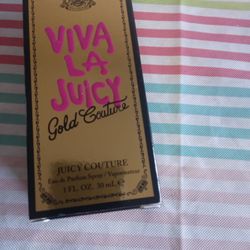 VIVA
LA
JUICY
Gold Couture
JUICY COUTURE
Eau de Parfum Spray / Vaporisateur
1 FL. OZ. 30 mL ℮